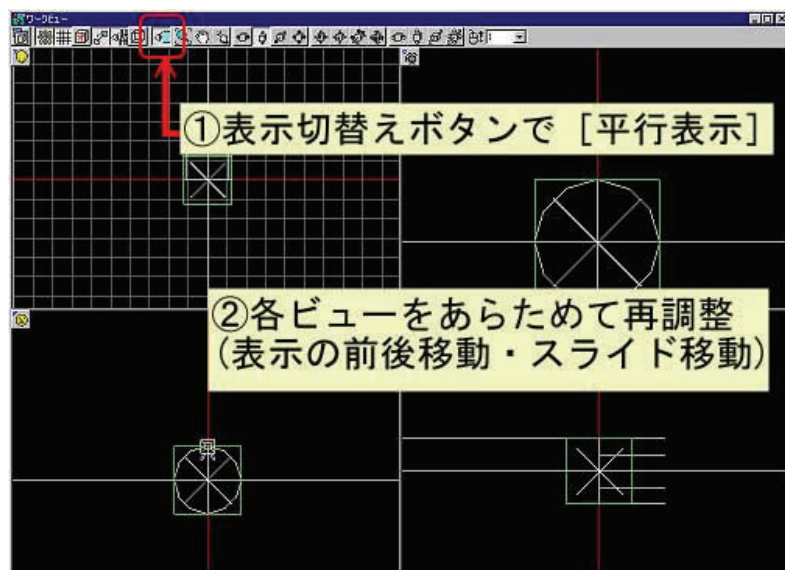 ワークビュー
①表示切替えボタンで［平行表示］
②各ビューをあらためて再調整
（表示の前後移動・スライド移動）